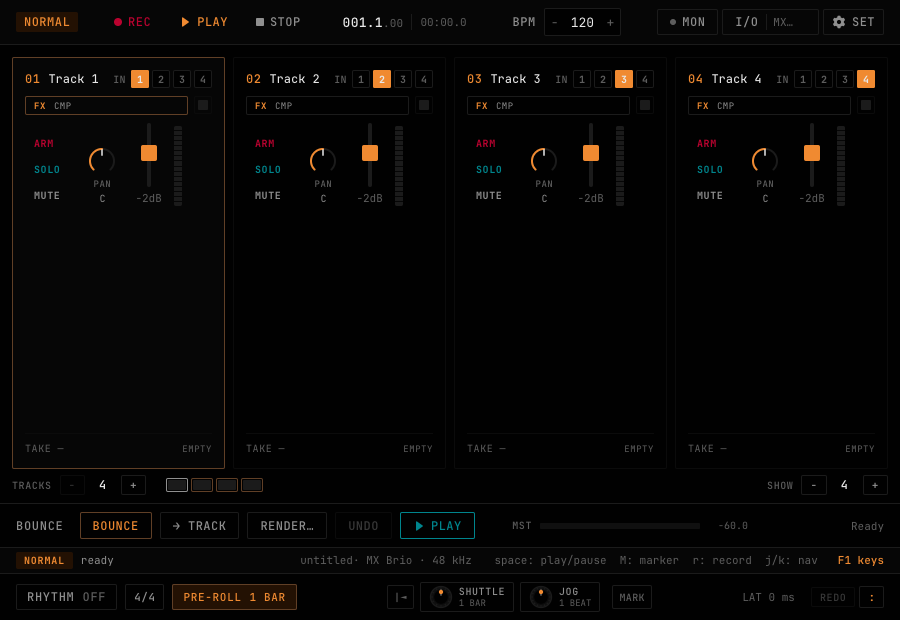 NORMAL REC PLAY STOP 001.1.00 00:00.0 BPM - 120 + MON I/O MX… SET
01 Track 1 IN 1 2 3 4 02 Track 2 IN 1 2 3 4 03 Track 3 IN 1 2 3 4 04 Track 4 IN 1 2 3 4
FX CMP FX CMP FX CMP FX CMP
ARM ARM ARM ARM
SOLO SOLO SOLO SOLO
PAN PAN PAN PAN
MUTE C -2dB MUTE C -2dB MUTE C -2dB MUTE C -2dB
TAKE — EMPTY TAKE — EMPTY TAKE — EMPTY TAKE — EMPTY
TRACKS - 4 + SHOW - 4 +
BOUNCE BOUNCE → TRACK RENDER… UNDO PLAY MST -60.0 Ready
NORMAL ready untitled· MX Brio · 48 kHz space: play/pause M: marker r: record j/k: nav F1 keys
RHYTHM OFF 4/4 PRE-ROLL 1 BAR |⇥ SHUTTLE 1 BAR JOG 1 BEAT MARK LAT 0 ms REDO :